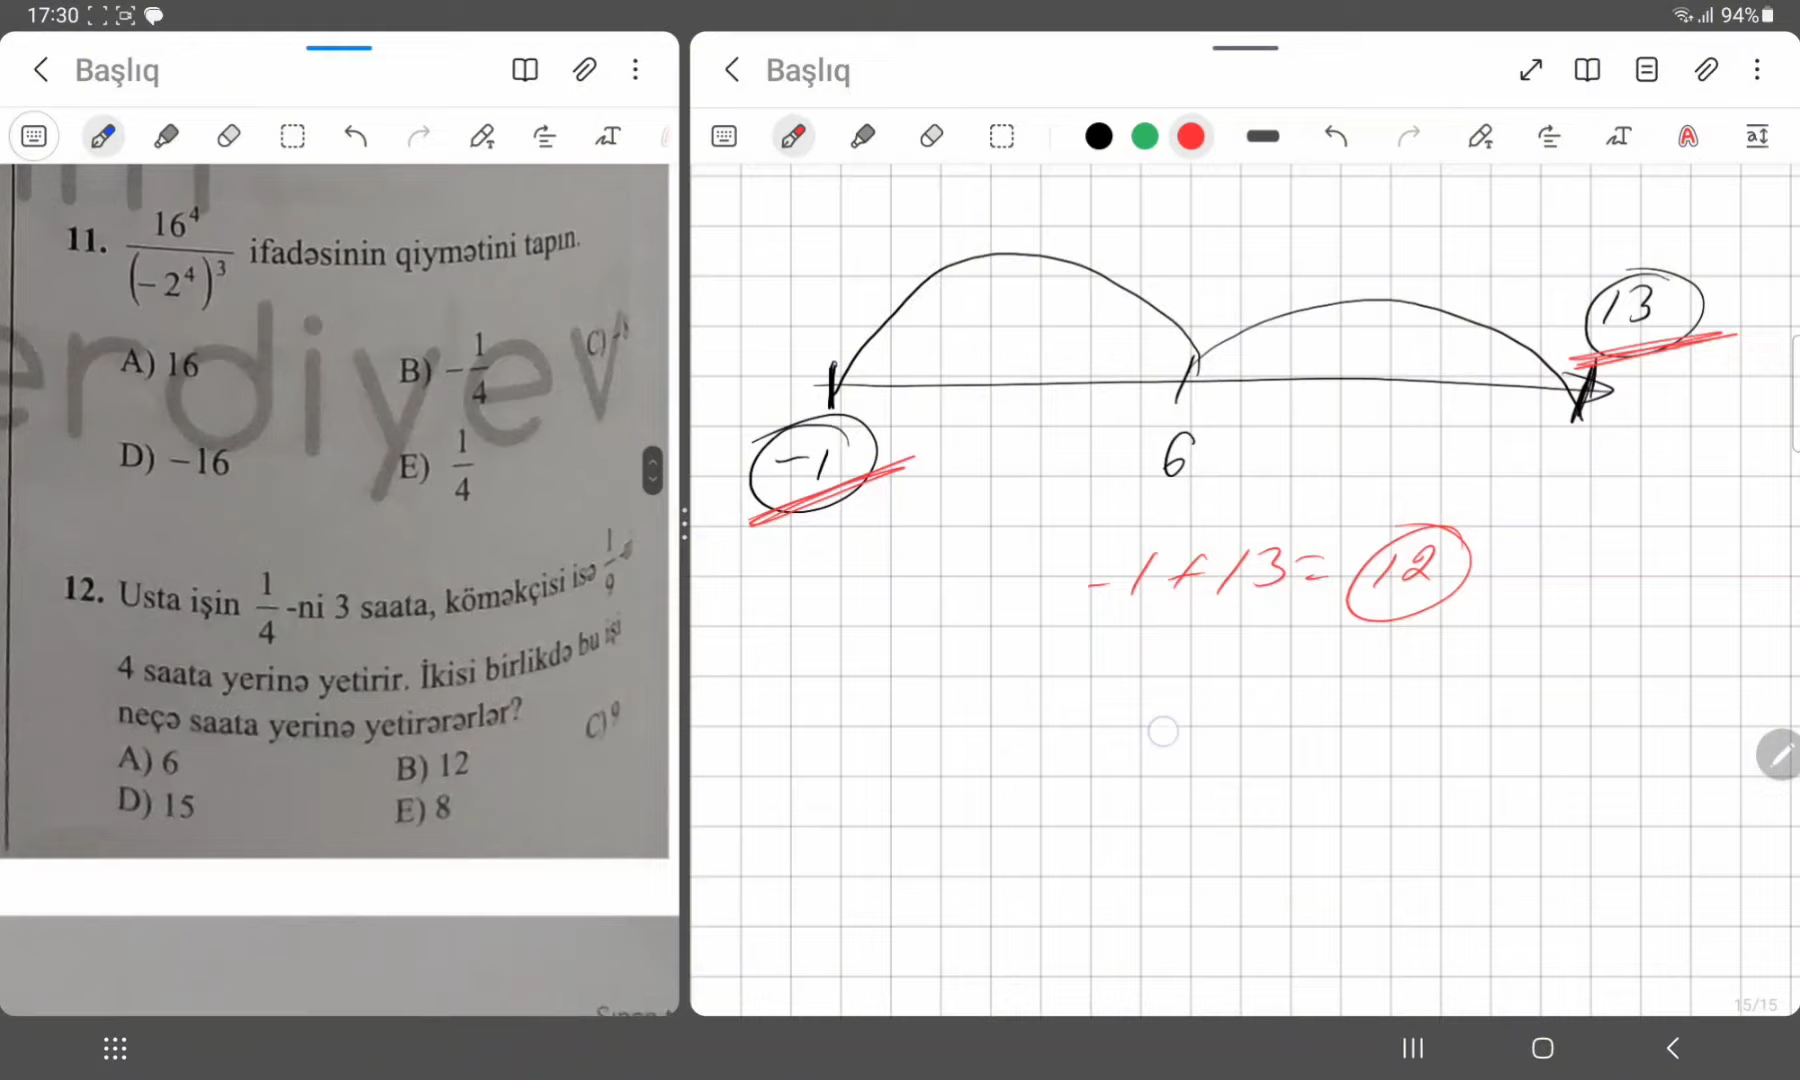 17:30
94%
Başlıq
11. 16⁴/(−2⁴)³ ifadəsinin qiymətini tapın.
A) 16 B) −1/4 C)
D) −16 E) 1/4
erdiyev
12. Usta işin 1/4 -ni 3 saata, köməkçisi isə 1/9
4 saata yerinə yetirir. İkisi birlikdə bu işi
neçə saata yerinə yetirərərlər?
A) 6 B) 12 C) 9
D) 15 E) 8
Başlıq
13
-1
6
-1+13=12
15/15